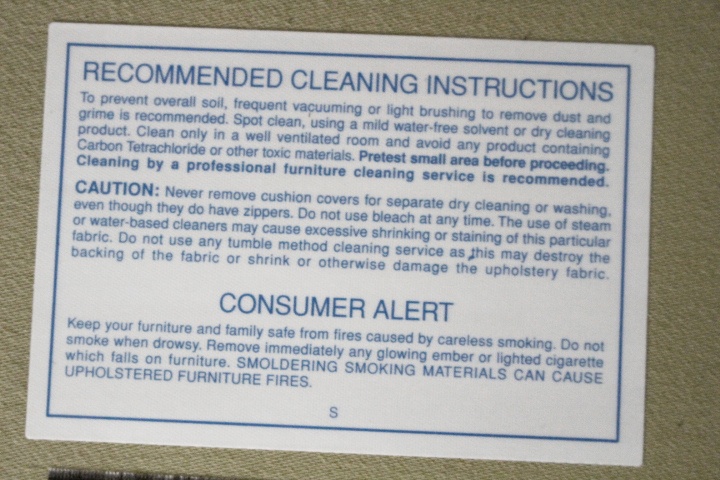 RECOMMENDED CLEANING INSTRUCTIONS
To prevent overall soil, frequent vacuuming or light brushing to remove dust and
grime is recommended. Spot clean, using a mild water-free solvent or dry cleaning
product. Clean only in a well ventilated room and avoid any product containing
Carbon Tetrachloride or other toxic materials. Pretest small area before proceeding.
Cleaning by a professional furniture cleaning service is recommended.
CAUTION: Never remove cushion covers for separate dry cleaning or washing,
even though they do have zippers. Do not use bleach at any time. The use of steam
or water-based cleaners may cause excessive shrinking or staining of this particular
fabric. Do not use any tumble method cleaning service as this may destroy the
backing of the fabric or shrink or otherwise damage the upholstery fabric.
CONSUMER ALERT
Keep your furniture and family safe from fires caused by careless smoking. Do not
smoke when drowsy. Remove immediately any glowing ember or lighted cigarette
which falls on furniture. SMOLDERING SMOKING MATERIALS CAN CAUSE
UPHOLSTERED FURNITURE FIRES.
S